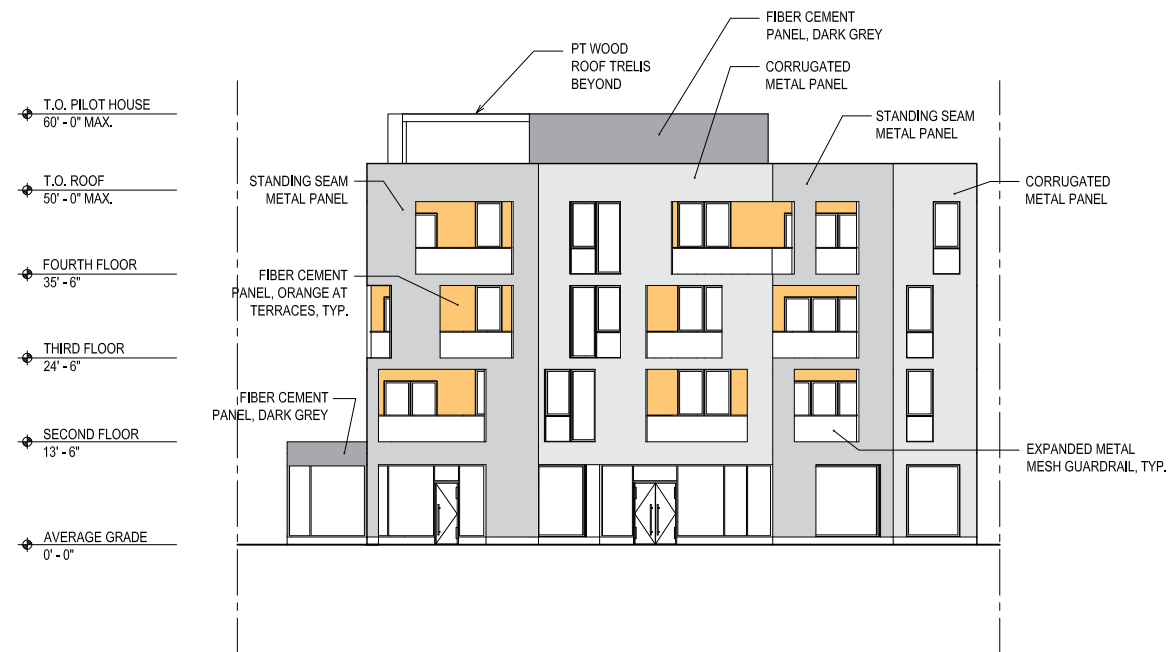 FIBER CEMENT
PANEL, DARK GREY
PT WOOD
ROOF TRELIS
BEYOND
CORRUGATED
METAL PANEL
T.O. PILOT HOUSE
60' - 0" MAX.
STANDING SEAM
METAL PANEL
T.O. ROOF
50' - 0" MAX.
STANDING SEAM
METAL PANEL
CORRUGATED
METAL PANEL
FOURTH FLOOR
35' - 6"
FIBER CEMENT
PANEL, ORANGE AT
TERRACES, TYP.
THIRD FLOOR
24' - 6"
FIBER CEMENT
PANEL, DARK GREY
SECOND FLOOR
13' - 6"
EXPANDED METAL
MESH GUARDRAIL, TYP.
AVERAGE GRADE
0' - 0"